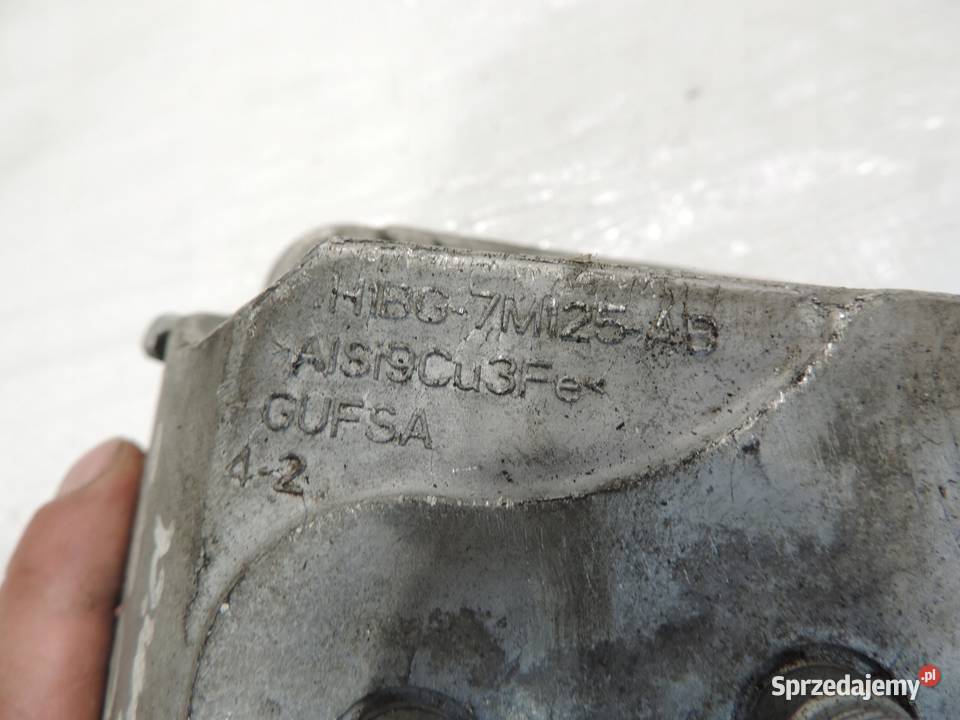 H1BG-7M125-AB
>AlSi9Cu3Fe<
GUFSA
4-2
Sprzedajemy.pl